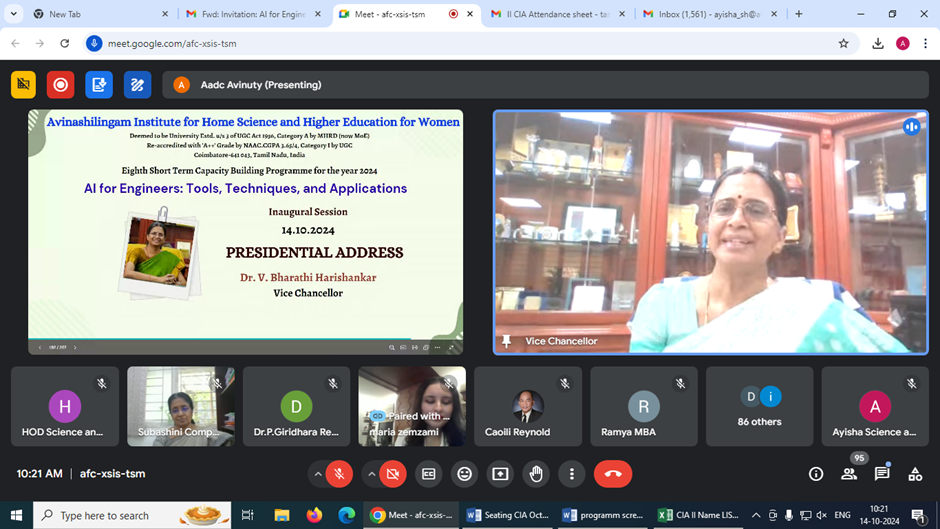 New Tab
Fwd: Invitation: AI for Engine
Meet - afc-xsis-tsm
II CIA Attendance sheet - ta
Inbox (1,561) - ayisha_sh@a
meet.google.com/afc-xsis-tsm
A
A
Aadc Avinuty (Presenting)
Avinashilingam Institute for Home Science and Higher Education for Women
Deemed to be University Estd. u/s 3 of UGC Act 1956, Category A by MHRD (now MoE)
Re-accredited with 'A++' Grade by NAAC.CGPA 3.65/4, Category I by UGC
Coimbatore-641 043, Tamil Nadu, India
Eighth Short Term Capacity Building Programme for the year 2024
AI for Engineers: Tools, Techniques, and Applications
Inaugural Session
14.10.2024
PRESIDENTIAL ADDRESS
Dr. V. Bharathi Harishankar
Vice Chancellor
Vice Chancellor
H
HOD Science an...
Subashini Comp...
D
Dr.P.Giridhara Re...
Paired with ...
maria zemzami
Caoili Reynold
R
Ramya MBA
D
i
86 others
A
Ayisha Science a...
10:21 AM
afc-xsis-tsm
95
Type here to search
Meet - afc-xsis-tsm
Seating CIA Oct...
programm scre...
CIA II Name LIS...
ENG
10:21
14-10-2024
1